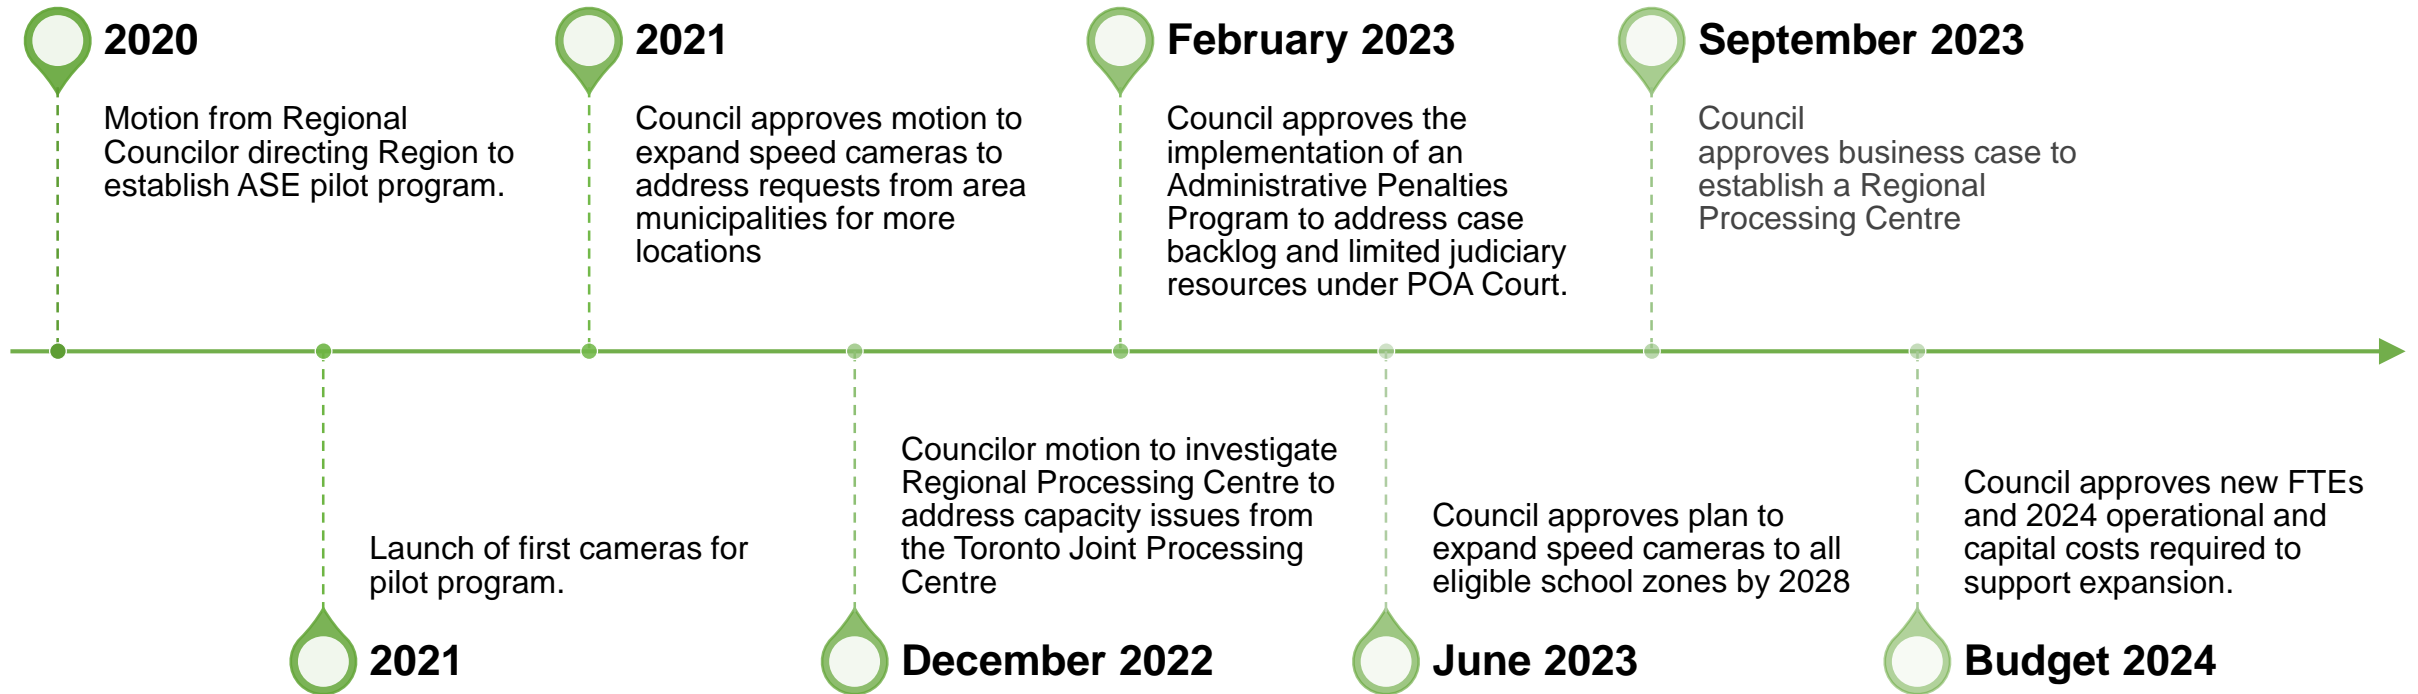 2020
Motion from Regional
Councilor directing Region to
establish ASE pilot program.
2021
Council approves motion to
expand speed cameras to
address requests from area
municipalities for more
locations
February 2023
Council approves the
implementation of an
Administrative Penalties
Program to address case
backlog and limited judiciary
resources under POA Court.
September 2023
Council
approves business case to
establish a Regional
Processing Centre
Launch of first cameras for
pilot program.
2021
Councilor motion to investigate
Regional Processing Centre to
address capacity issues from
the Toronto Joint Processing
Centre
December 2022
Council approves plan to
expand speed cameras to all
eligible school zones by 2028
June 2023
Council approves new FTEs
and 2024 operational and
capital costs required to
support expansion.
Budget 2024